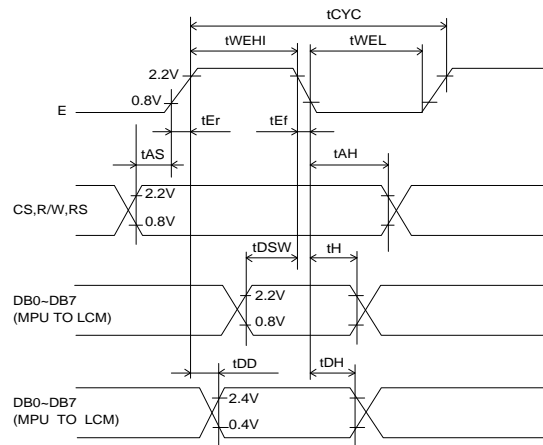 tCYC
tWEHI
tWEL
2.2V
0.8V
E
tEr
tEf
tAS
tAH
2.2V
CS,R/W,RS
0.8V
tDSW
tH
DB0~DB7
2.2V
(MPU TO LCM)
0.8V
tDD
tDH
DB0~DB7
2.4V
(MPU TO LCM)
0.4V